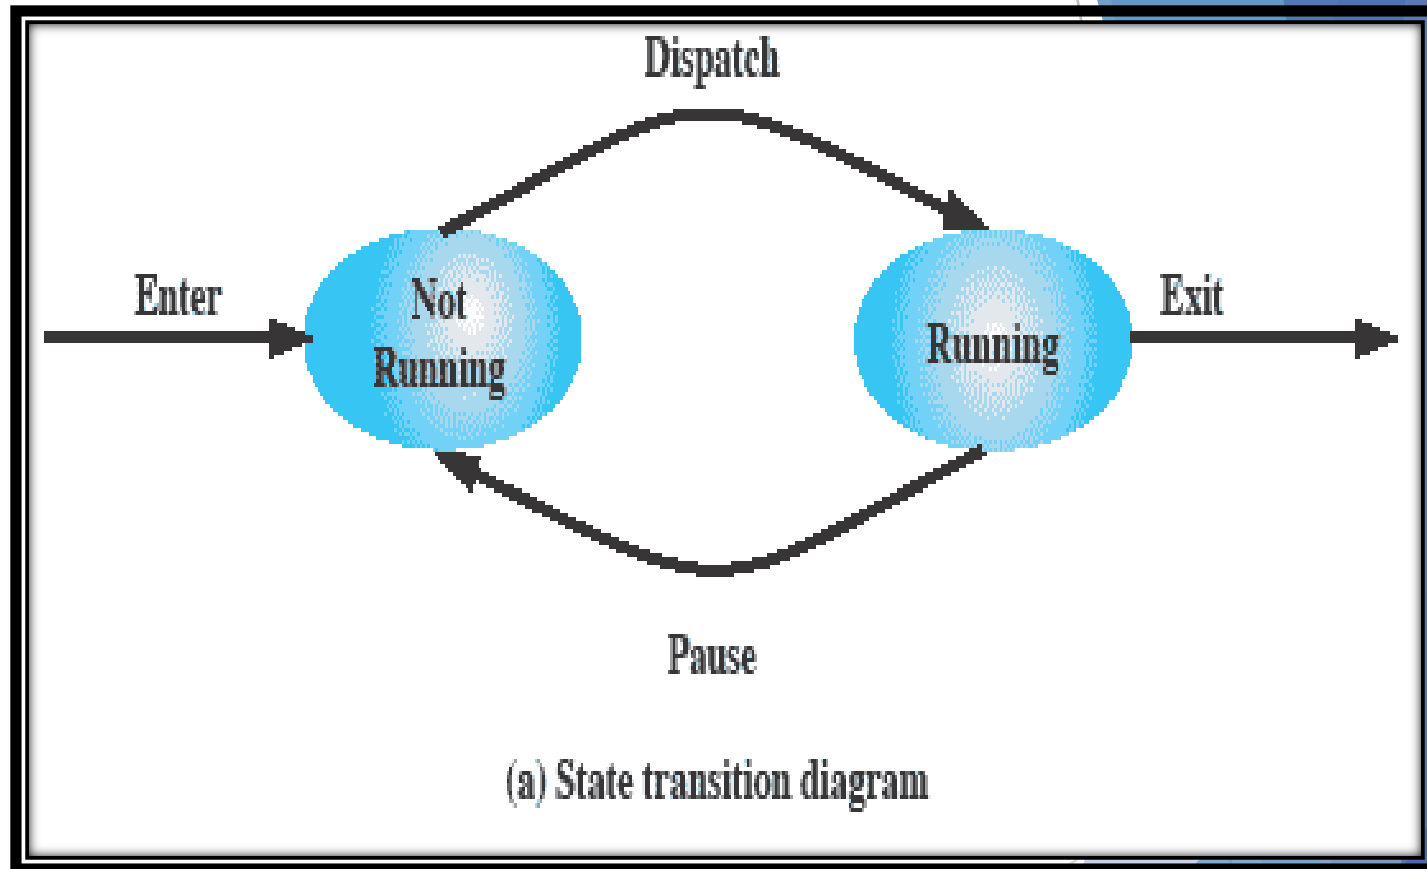 Dispatch
Enter
Not
Running
Running
Exit
Pause
(a) State transition diagram